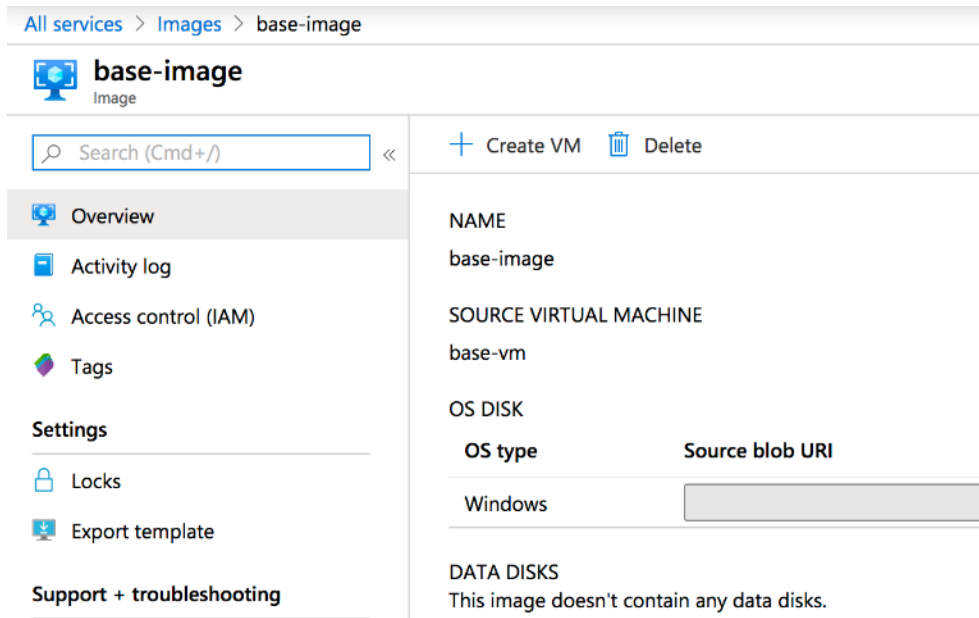 All services > Images > base-image
base-image
Image
Search (Cmd+/)
«
Overview
Activity log
Access control (IAM)
Tags
Settings
Locks
Export template
Support + troubleshooting
+ Create VM Delete
NAME
base-image
SOURCE VIRTUAL MACHINE
base-vm
OS DISK
OS type Source blob URI
Windows
DATA DISKS
This image doesn't contain any data disks.